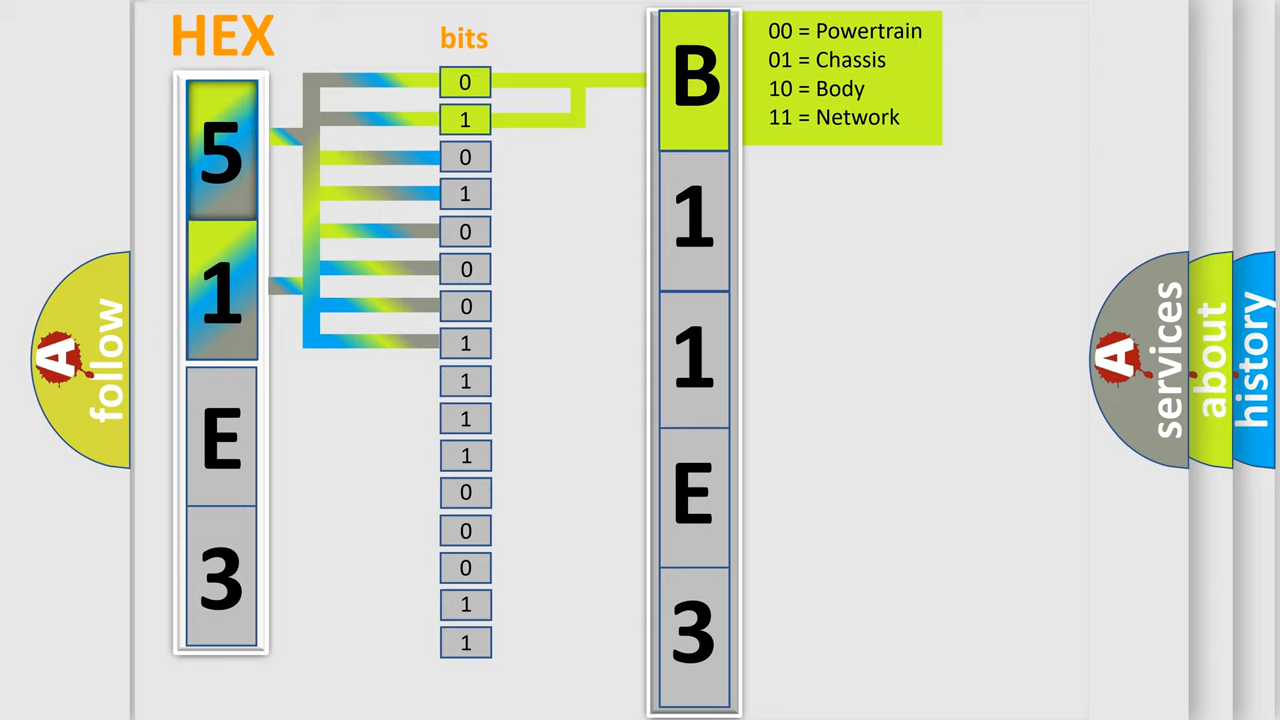 HEX
bits
5
1
E
3
0
1
0
1
0
0
0
1
1
1
1
0
0
0
1
1
B
1
1
E
3
00 = Powertrain
01 = Chassis
10 = Body
11 = Network
A follow
A services
about
history